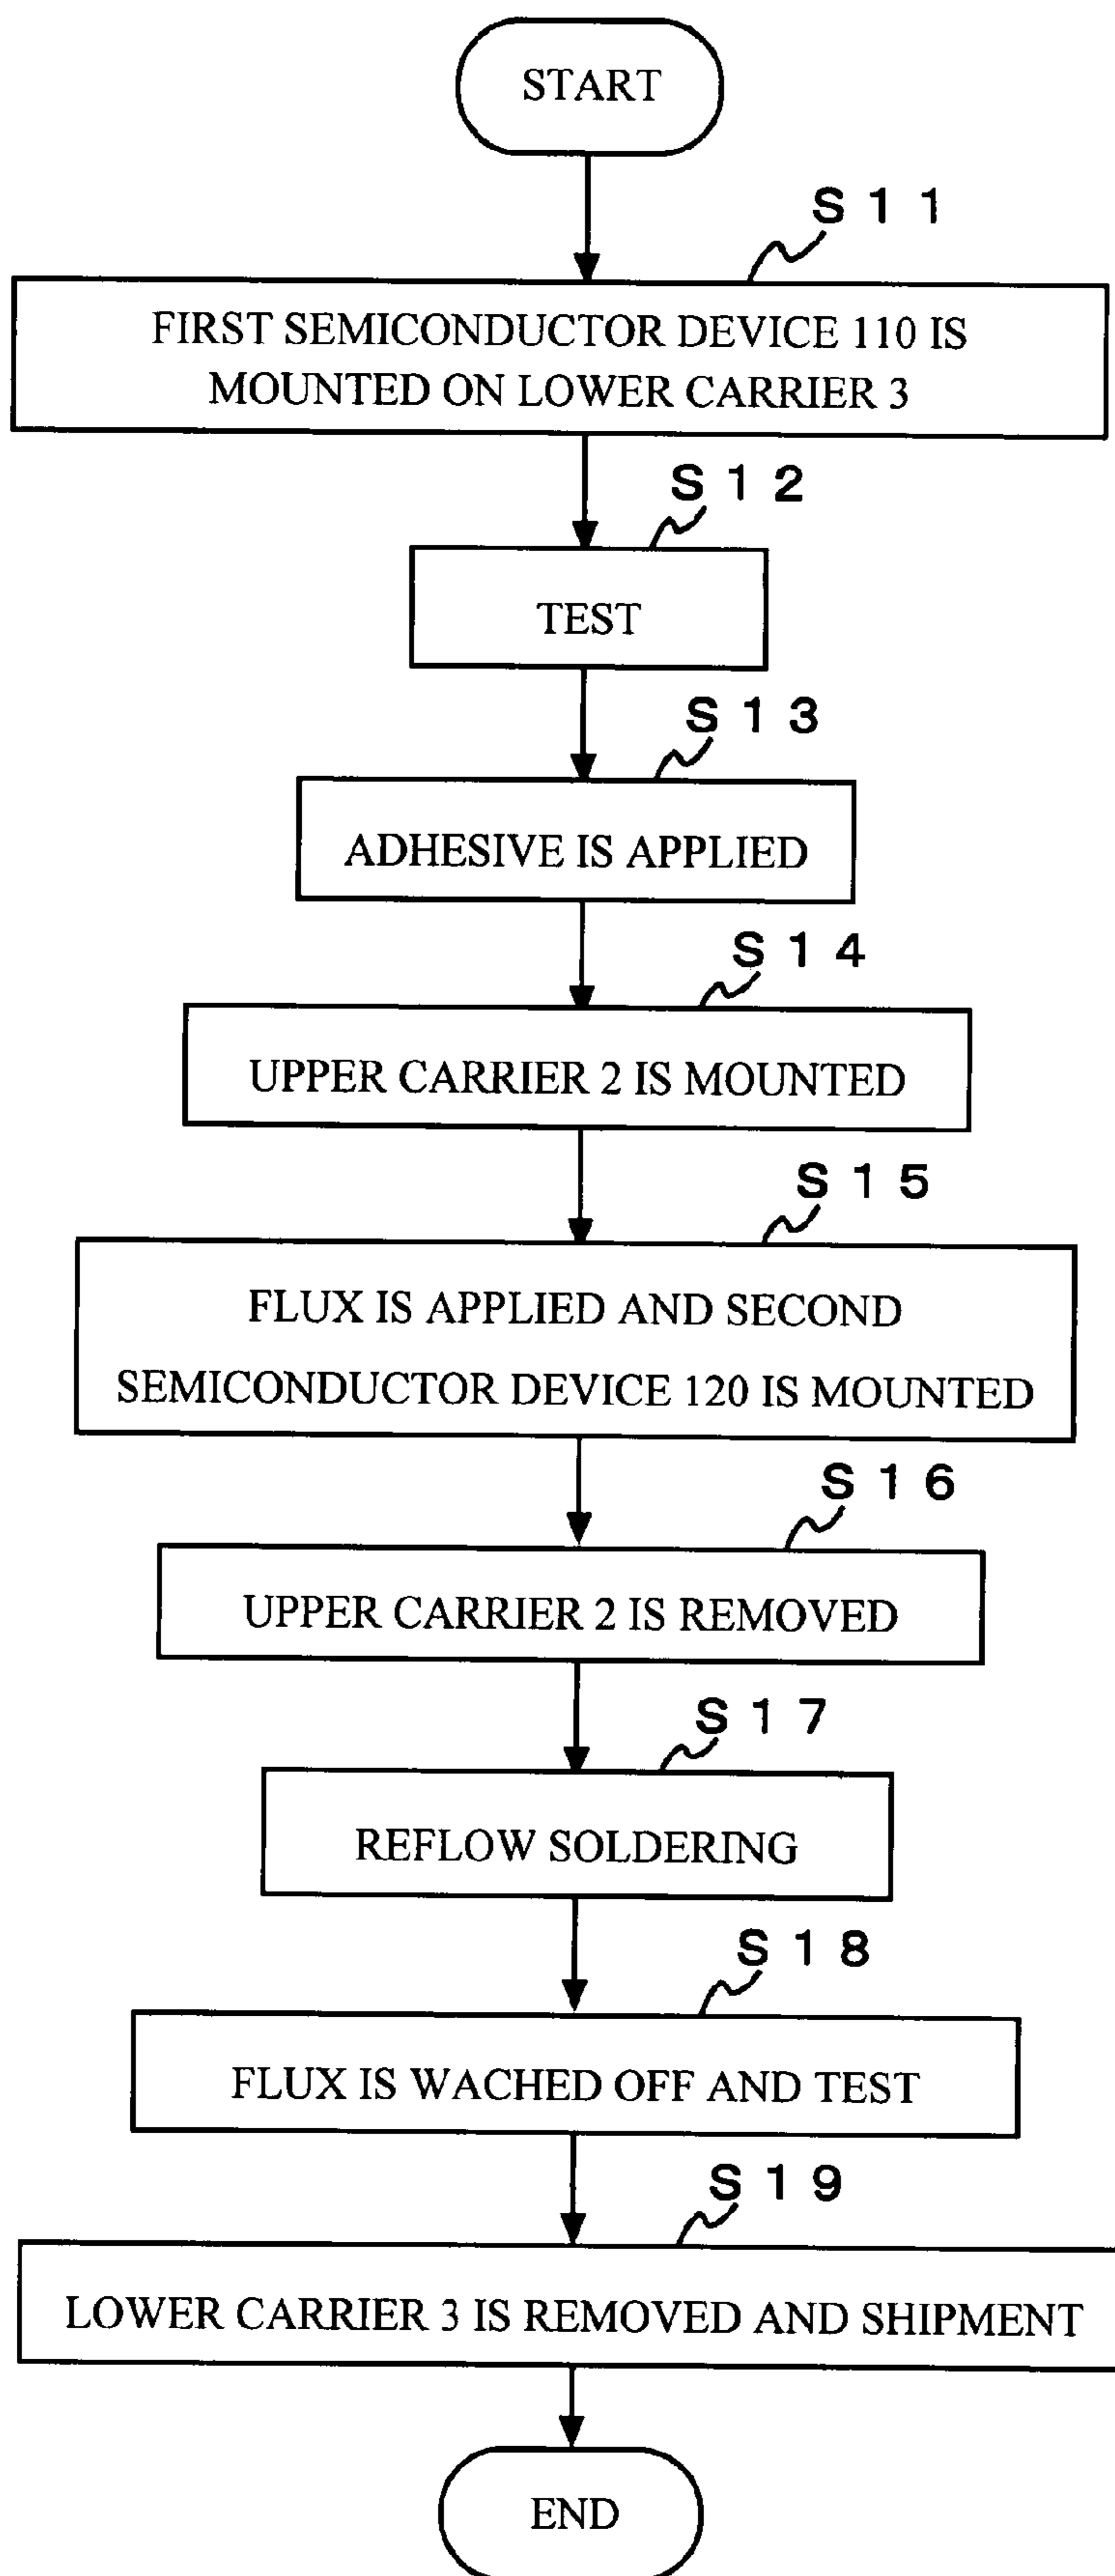 START
S11
FIRST SEMICONDUCTOR DEVICE 110 IS
MOUNTED ON LOWER CARRIER 3
S12
TEST
S13
ADHESIVE IS APPLIED
S14
UPPER CARRIER 2 IS MOUNTED
S15
FLUX IS APPLIED AND SECOND
SEMICONDUCTOR DEVICE 120 IS MOUNTED
S16
UPPER CARRIER 2 IS REMOVED
S17
REFLOW SOLDERING
S18
FLUX IS WACHED OFF AND TEST
S19
LOWER CARRIER 3 IS REMOVED AND SHIPMENT
END